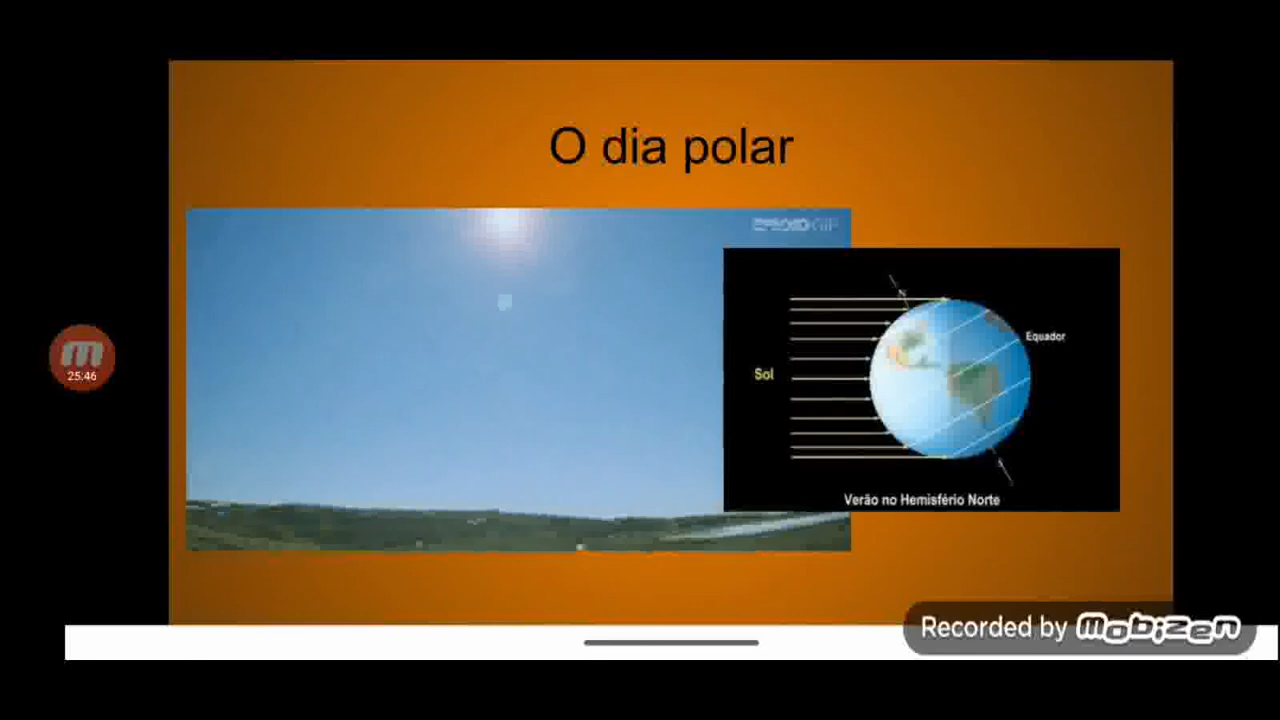 O dia polar
N
Equador
Sol
Verão no Hemisfério Norte
25:46
Recorded by Mobizen